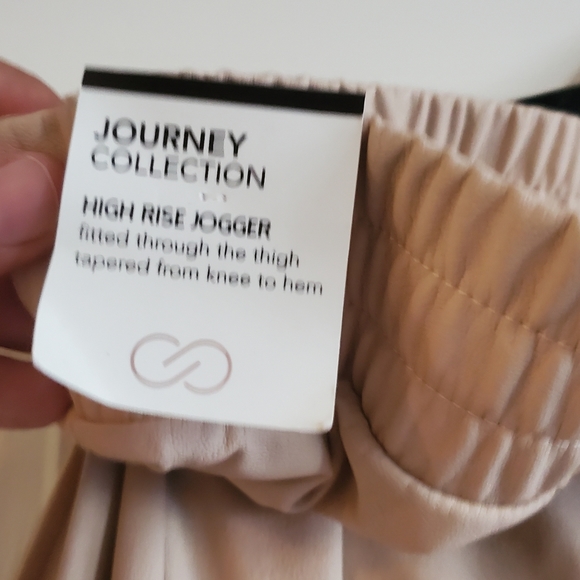 JOURNEY
COLLECTION
HIGH RISE JOGGER
fitted through the thigh
tapered from knee to hem